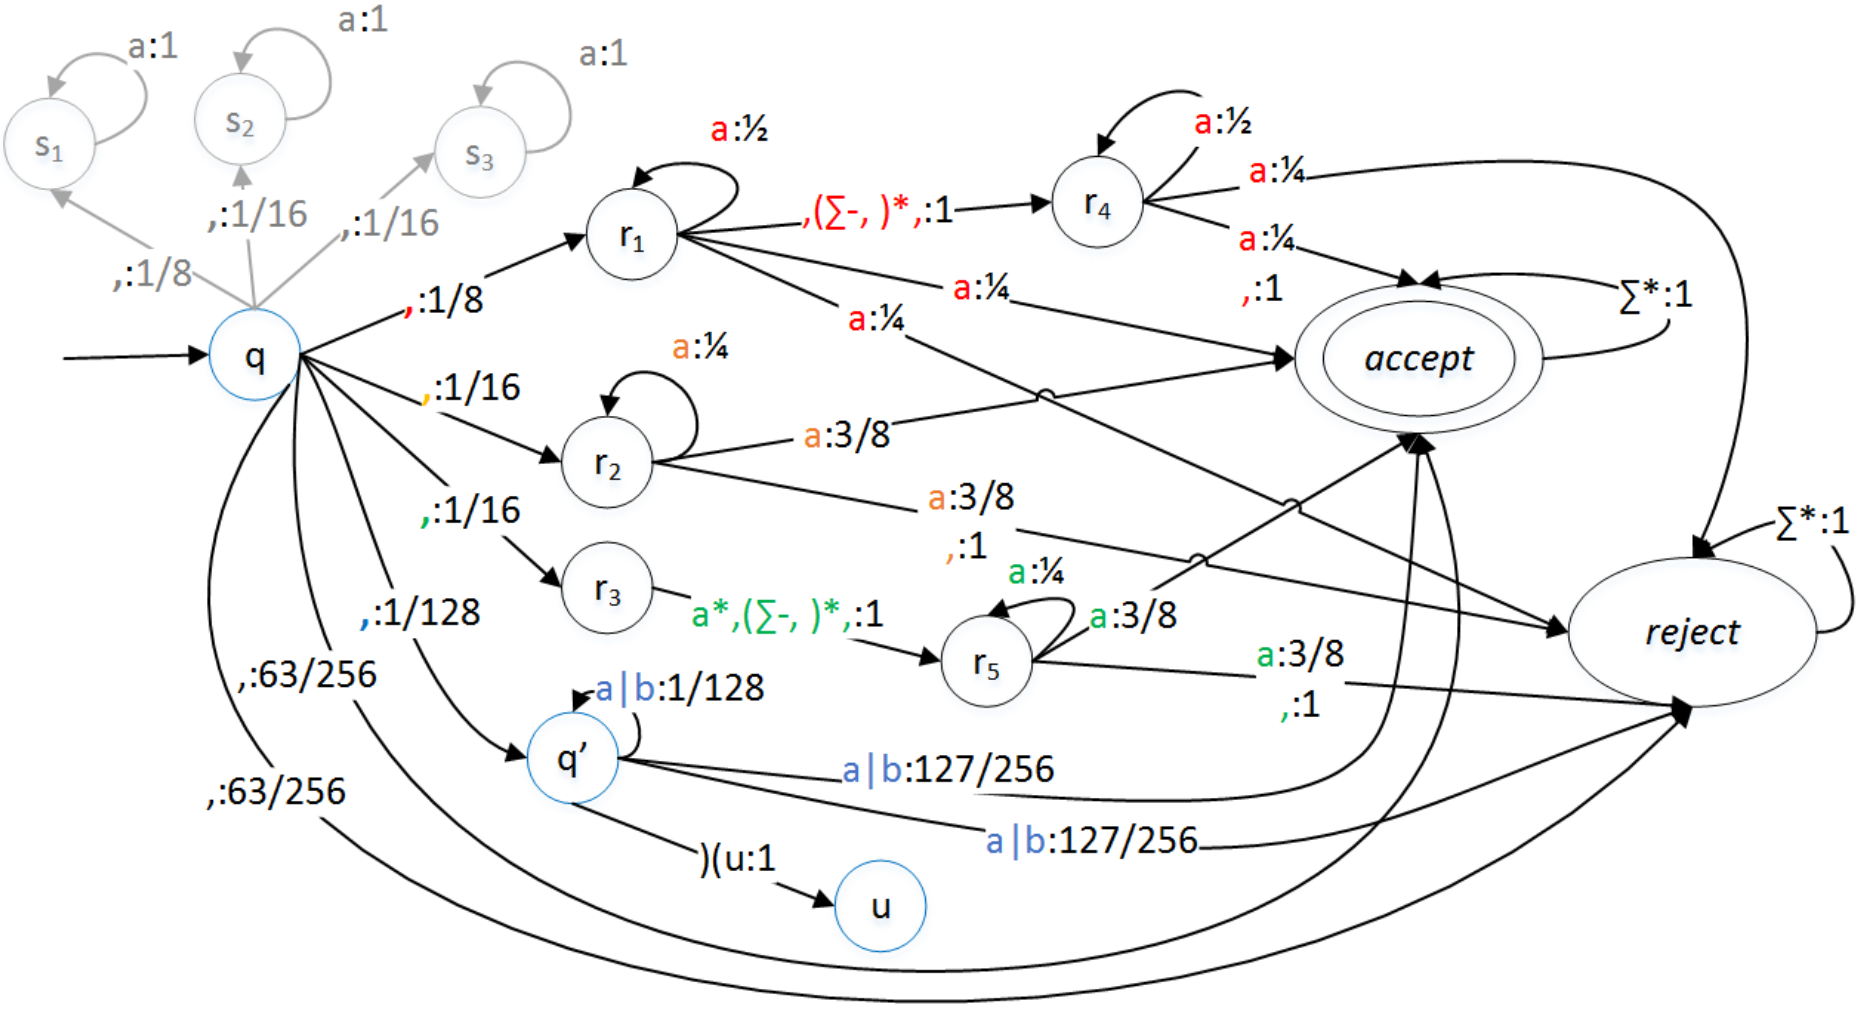 a:1
a:1
a:1
s1
s2
s3
,:1/8
,:1/16
,:1/16
a:½
a:½
a:¼
r1
,(∑-, )*,:1
r4
a:¼
,:1
a:¼
a:¼
∑*:1
,:1/8
q
a:¼
accept
,:1/16
r2
a:3/8
a:3/8
,:1
,:1/16
r3
a:¼
∑*:1
a*,(∑-, )*,:1
r5
a:3/8
a:3/8
,:1
reject
,:1/128
,:63/256
a|b:1/128
q’
a|b:127/256
,:63/256
a|b:127/256
)(u:1
u